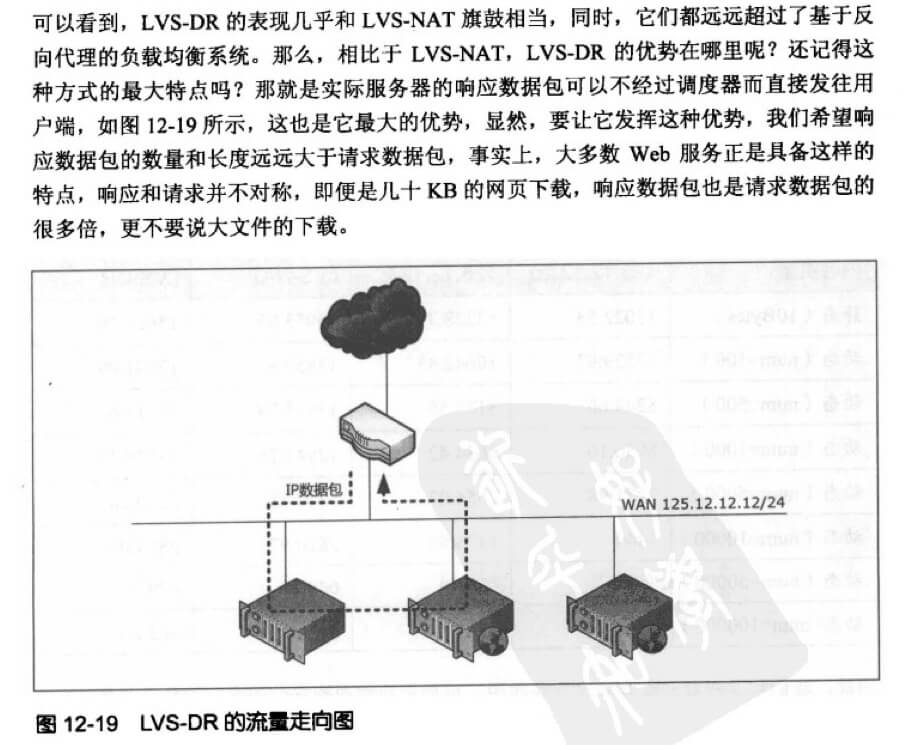 可以看到，LVS-DR 的表现几乎和 LVS-NAT 旗鼓相当，同时，它们都远远超过了基于反
向代理的负载均衡系统。那么，相比于 LVS-NAT，LVS-DR 的优势在哪里呢？还记得这
种方式的最大特点吗？那就是实际服务器的响应数据包可以不经过调度器而直接发往用
户端，如图 12-19 所示，这也是它最大的优势，显然，要让它发挥这种优势，我们希望响
应数据包的数量和长度远远大于请求数据包，事实上，大多数 Web 服务正是具备这样的
特点，响应和请求并不对称，即便是几十 KB 的网页下载，响应数据包也是请求数据包的
很多倍，更不要说大文件的下载。
IP数据包
WAN 125.12.12.12/24
图 12-19 LVS-DR 的流量走向图